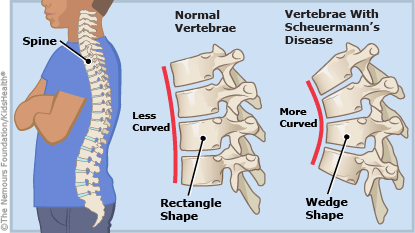 ©The Nemours Foundation/KidsHealth®
Spine
Normal
Vertebrae
Less
Curved
Rectangle
Shape
Vertebrae With
Scheuermann's
Disease
More
Curved
Wedge
Shape